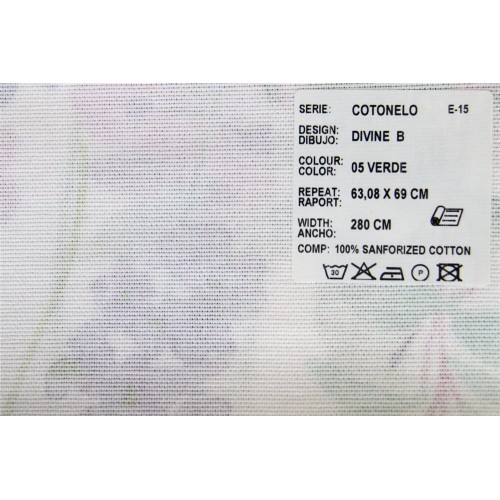 SERIE: COTONELO E-15
DESIGN:
DIBUJO: DIVINE B
COLOUR:
COLOR: 05 VERDE
REPEAT:
RAPORT: 63,08 X 69 CM
WIDTH:
ANCHO: 280 CM
COMP: 100% SANFORIZED COTTON
30 P